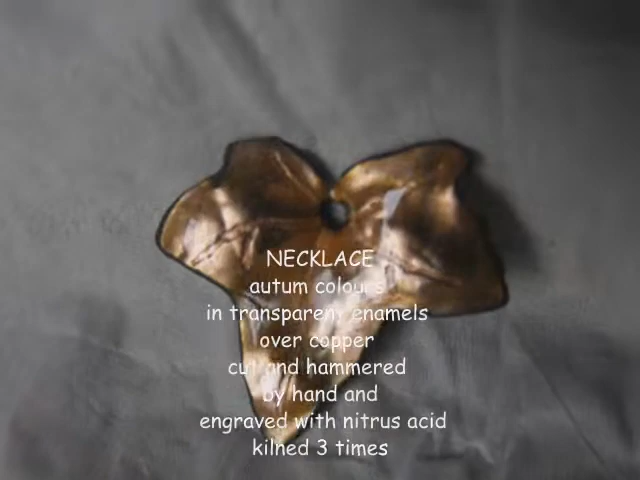 NECKLACE
autum colours
in transparent enamels
over copper
cut and hammered
by hand and
engraved with nitrus acid
kilned 3 times